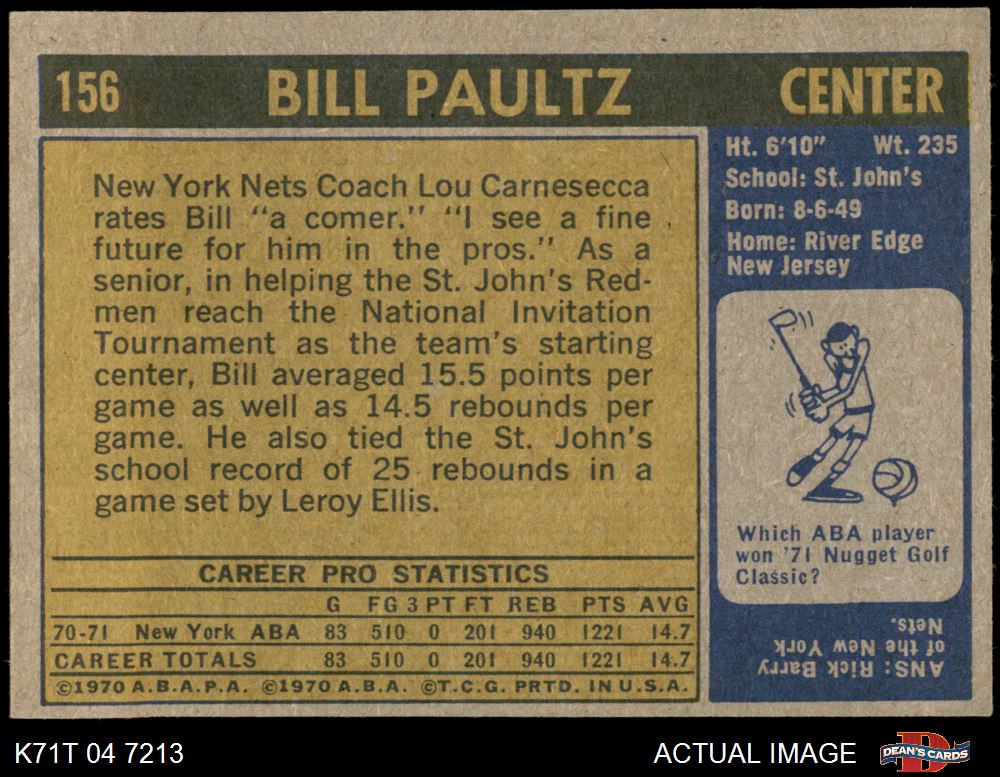 156 BILL PAULTZ CENTER
New York Nets Coach Lou Carnesecca
rates Bill “a comer.” “I see a fine
future for him in the pros.” As a
senior, in helping the St. John’s Red-
men reach the National Invitation
Tournament as the team’s starting
center, Bill averaged 15.5 points per
game as well as 14.5 rebounds per
game. He also tied the St. John’s
school record of 25 rebounds in a
game set by Leroy Ellis.
CAREER PRO STATISTICS
G FG 3 PT FT REB PTS AVG
70-71 New York ABA 83 510 0 201 940 1221 14.7
CAREER TOTALS 83 510 0 201 940 1221 14.7
©1970 A.B.A.P.A. ©1970 A.B.A. ©T.C.G. PRTD. IN U.S.A.
Ht. 6’10” Wt. 235
School: St. John’s
Born: 8-6-49
Home: River Edge
New Jersey
Which ABA player
won ’71 Nugget Golf
Classic?
ANS: Rick Barry
of the New York
Nets.
K71T 04 7213 ACTUAL IMAGE
D
DEAN'S CARDS